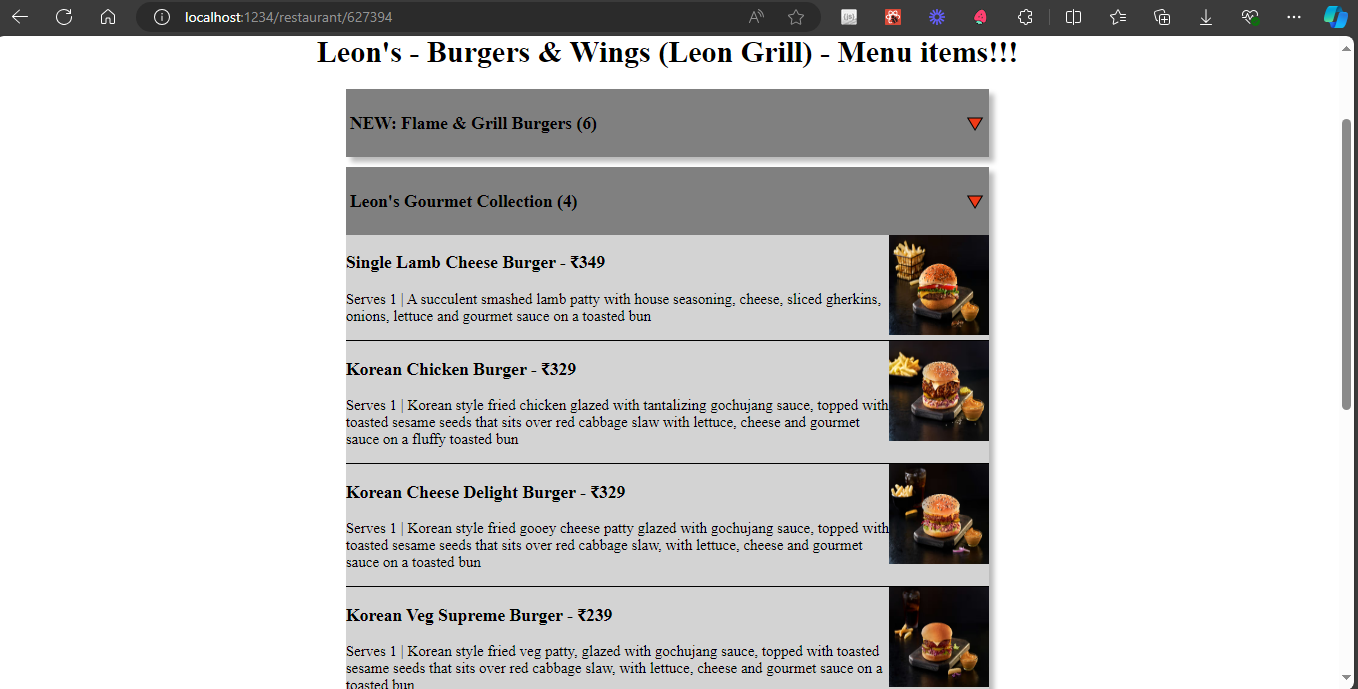 localhost:1234/restaurant/627394
Leon's - Burgers & Wings (Leon Grill) - Menu items!!!
NEW: Flame & Grill Burgers (6)
Leon's Gourmet Collection (4)
Single Lamb Cheese Burger - ₹349
Serves 1 | A succulent smashed lamb patty with house seasoning, cheese, sliced gherkins,
onions, lettuce and gourmet sauce on a toasted bun
Korean Chicken Burger - ₹329
Serves 1 | Korean style fried chicken glazed with tantalizing gochujang sauce, topped with
toasted sesame seeds that sits over red cabbage slaw with lettuce, cheese and gourmet
sauce on a fluffy toasted bun
Korean Cheese Delight Burger - ₹329
Serves 1 | Korean style fried gooey cheese patty glazed with gochujang sauce, topped with
toasted sesame seeds that sits over red cabbage slaw, with lettuce, cheese and gourmet
sauce on a toasted bun
Korean Veg Supreme Burger - ₹239
Serves 1 | Korean style fried veg patty, glazed with gochujang sauce, topped with toasted
sesame seeds that sits over red cabbage slaw, with lettuce, cheese and gourmet sauce on a
toasted bun